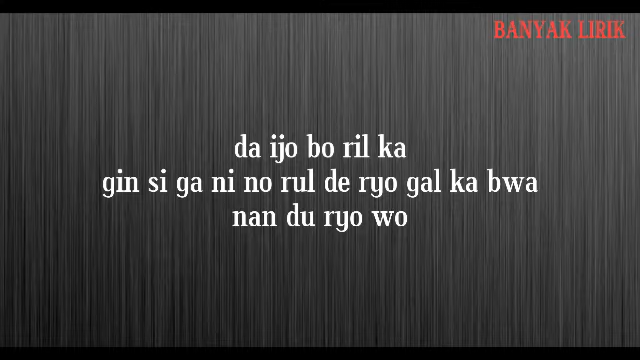 BANYAK LIRIK
da ijo bo ril ka
gin si ga ni no rul de ryo gal ka bwa
nan du ryo wo